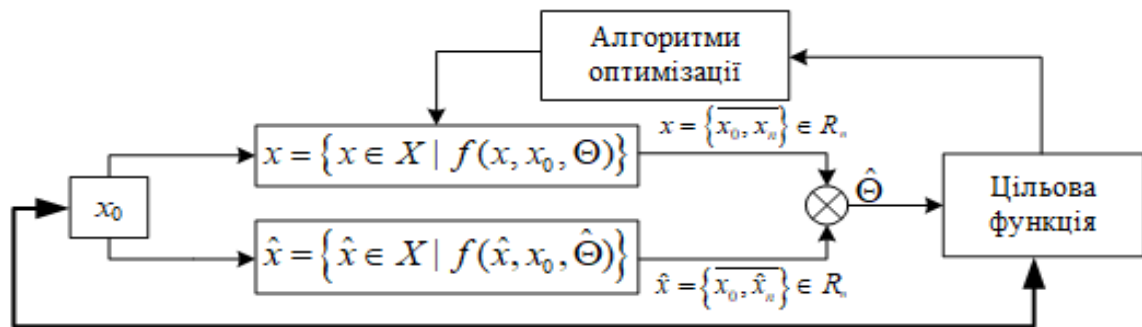 Алгоритми
оптимізації
x = {x₀, xₙ} ∈ Rₙ
x = {x ∈ X | f(x, x₀, Θ)}
x₀
Θ̂
Цільова
функція
x̂ = {x̂ ∈ X | f(x̂, x₀, Θ̂)}
x̂ = {x₀, x̂ₙ} ∈ Rₙ